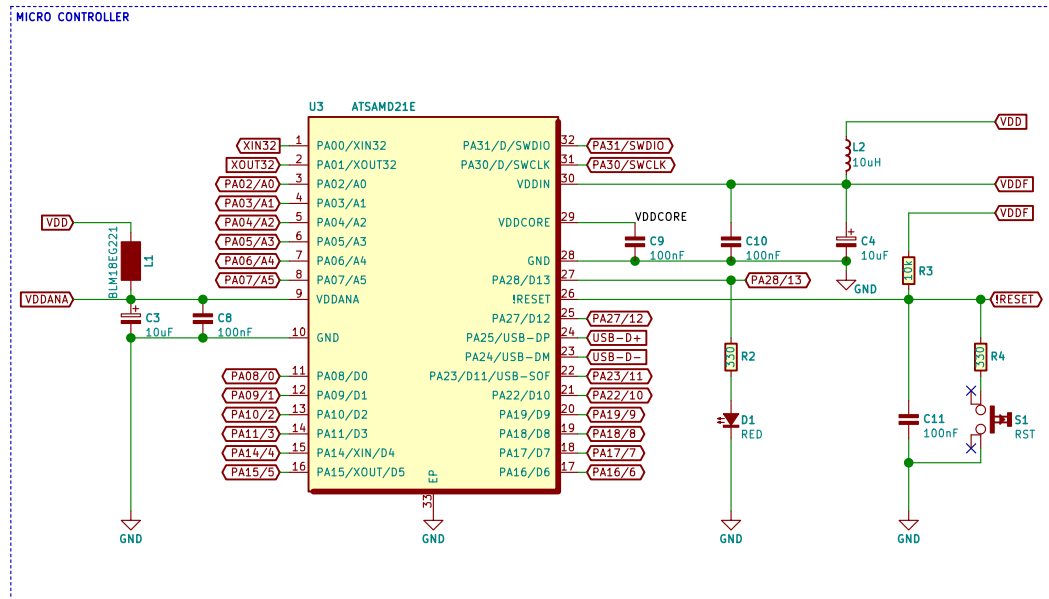 MICRO CONTROLLER
U3 ATSAMD21E
XIN32 1 PA00/XIN32 PA31/D/SWDIO 32 PA31/SWDIO
XOUT32 2 PA01/XOUT32 PA30/D/SWCLK 31 PA30/SWCLK
PA02/A0 3 PA02/A0 VDDIN 30
PA03/A1 4 PA03/A1
PA04/A2 5 PA04/A2 VDDCORE 29 VDDCORE
PA05/A3 6 PA05/A3
PA06/A4 7 PA06/A4 GND 28
PA07/A5 8 PA07/A5 PA28/D13 27 PA28/13
VDDANA 9 VDDANA !RESET 26 !RESET
PA27/D12 25 PA27/12
10 GND PA25/USB-DP 24 USB-D+
PA24/USB-DM 23 USB-D-
PA08/0 11 PA08/D0 PA23/D11/USB-SOF 22 PA23/11
PA09/1 12 PA09/D1 PA22/D10 21 PA22/10
PA10/2 13 PA10/D2 PA19/D9 20 PA19/9
PA11/3 14 PA11/D3 PA18/D8 19 PA18/8
PA14/4 15 PA14/XIN/D4 PA17/D7 18 PA17/7
PA15/5 16 PA15/XOUT/D5 PA16/D6 17 PA16/6
EP
33
GND
VDD
BLM18EG221
L1
C3
10uF
+
C8
100nF
GND
VDD
L2
10uH
VDDF
VDDF
C9
100nF
C10
100nF
+
C4
10uF
GND
10k
R3
330
R2
D1
RED
GND
330
R4
C11
100nF
S1
RST
GND